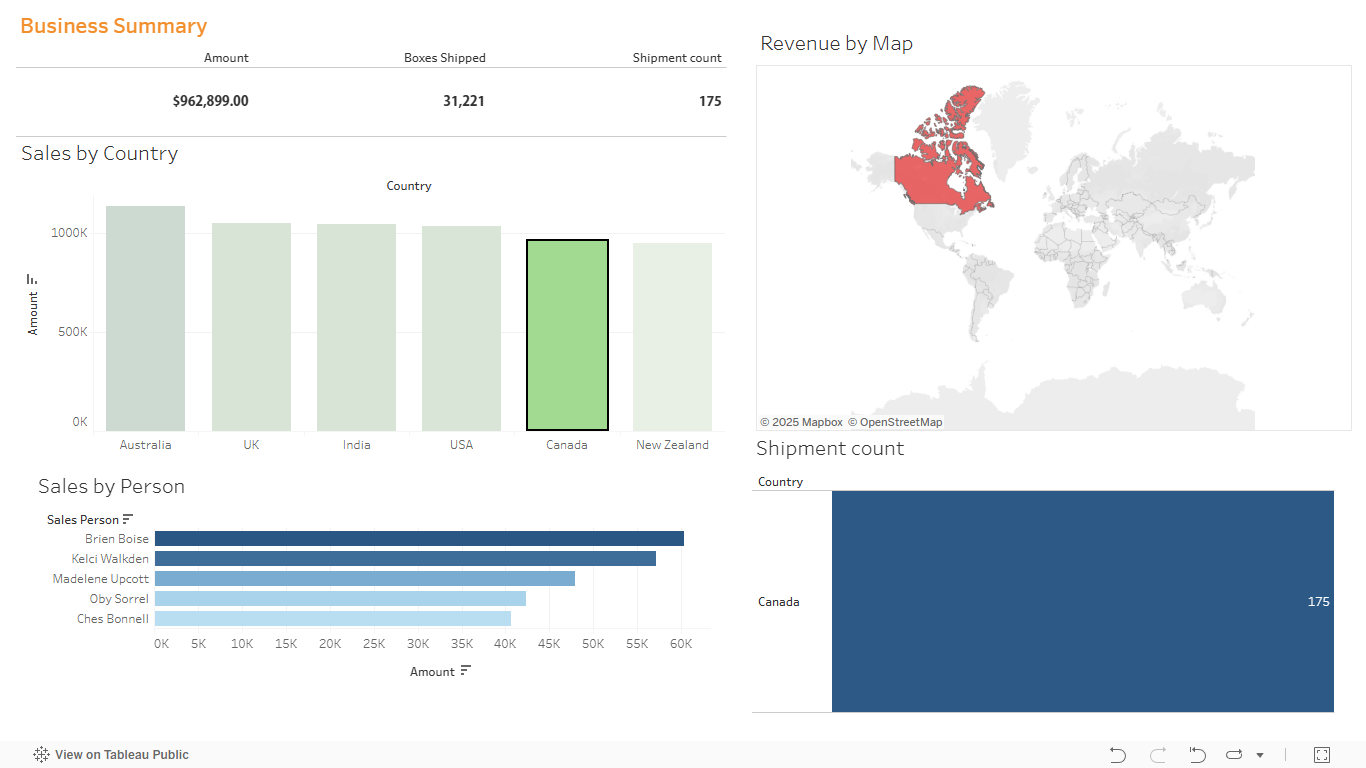 Business Summary
Amount Boxes Shipped Shipment count
$962,899.00 31,221 175
Sales by Country
Country
1000K
500K
0K
Amount
Australia UK India USA Canada New Zealand
Sales by Person
Sales Person
Brien Boise
Kelci Walkden
Madelene Upcott
Oby Sorrel
Ches Bonnell
0K 5K 10K 15K 20K 25K 30K 35K 40K 45K 50K 55K 60K
Amount
Revenue by Map
© 2025 Mapbox © OpenStreetMap
Shipment count
Country
Canada 175
View on Tableau Public